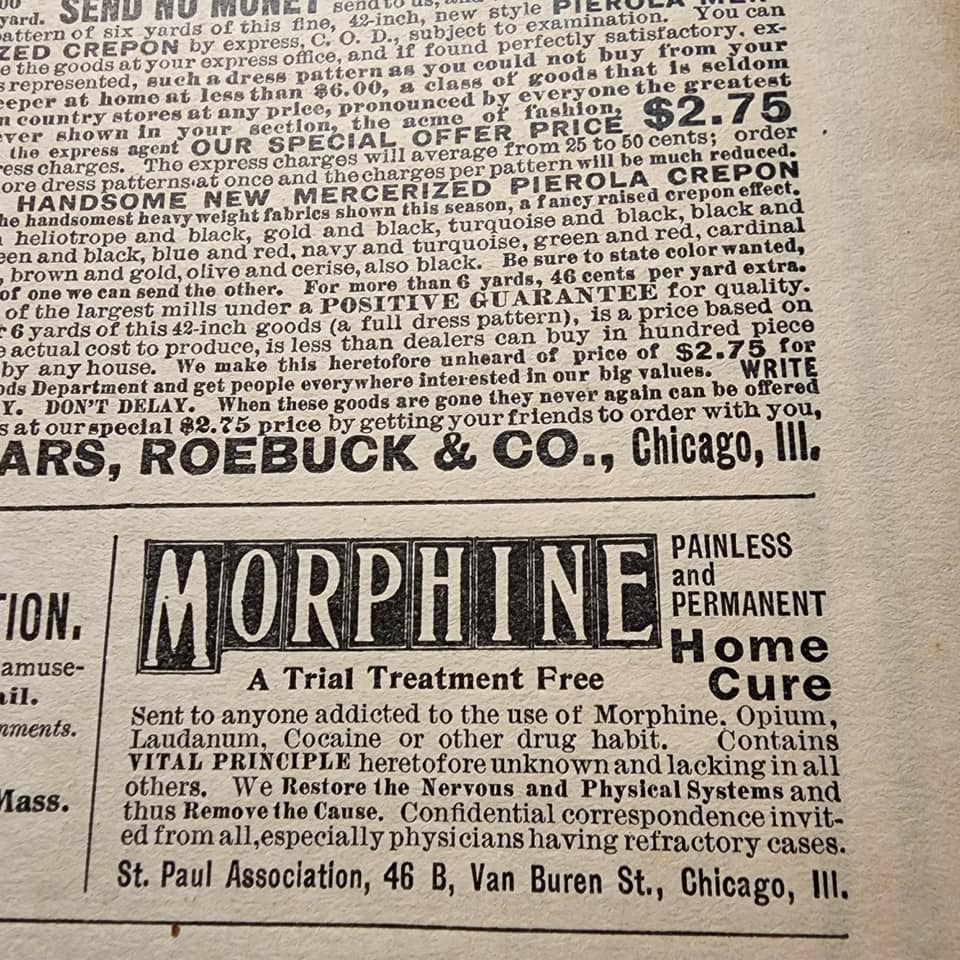 yard. SEND NO MONEY send to us, and
pattern of six yards of this fine, 42-inch, new style PIEROLA
ZED CREPON by express, C. O. D., subject to examination. You can
e the goods at your express office, and if found perfectly satisfactory, ex-
s represented, such a dress pattern as you could not buy from your
eeper at home at less than $6.00, a class of goods that is seldom
n country stores at any price, pronounced by everyone the greatest
ver shown in your section, the acme of fashion, $2.75
the express agent OUR SPECIAL OFFER PRICE
ess charges. The express charges will average from 25 to 50 cents; order
ore dress patterns at once and the charges per pattern will be much reduced.
HANDSOME NEW MERCERIZED PIEROLA CREPON
he handsomest heavy weight fabrics shown this season, a fancy raised crepon effect.
heliotrope and black, gold and black, turquoise and black, black and
een and black, blue and red, navy and turquoise, green and red, cardinal
, brown and gold, olive and cerise, also black. Be sure to state color wanted,
of one we can send the other. For more than 6 yards, 46 cents per yard extra.
of the largest mills under a POSITIVE GUARANTEE for quality.
r 6 yards of this 42-inch goods (a full dress pattern), is a price based on
e actual cost to produce, is less than dealers can buy in hundred piece
by any house. We make this heretofore unheard of price of $2.75 for
ods Department and get people everywhere interested in our big values. WRITE
Y. DON'T DELAY. When these goods are gone they never again can be offered
s at our special $2.75 price by getting your friends to order with you,
ARS, ROEBUCK & CO., Chicago, Ill.
TION.
amuse-
ail.
nments.
Mass.
MORPHINE
PAINLESS
and
PERMANENT
Home
Cure
A Trial Treatment Free
Sent to anyone addicted to the use of Morphine, Opium,
Laudanum, Cocaine or other drug habit. Contains
VITAL PRINCIPLE heretofore unknown and lacking in all
others. We Restore the Nervous and Physical Systems and
thus Remove the Cause. Confidential correspondence invit-
ed from all, especially physicians having refractory cases.
St. Paul Association, 46 B, Van Buren St., Chicago, Ill.